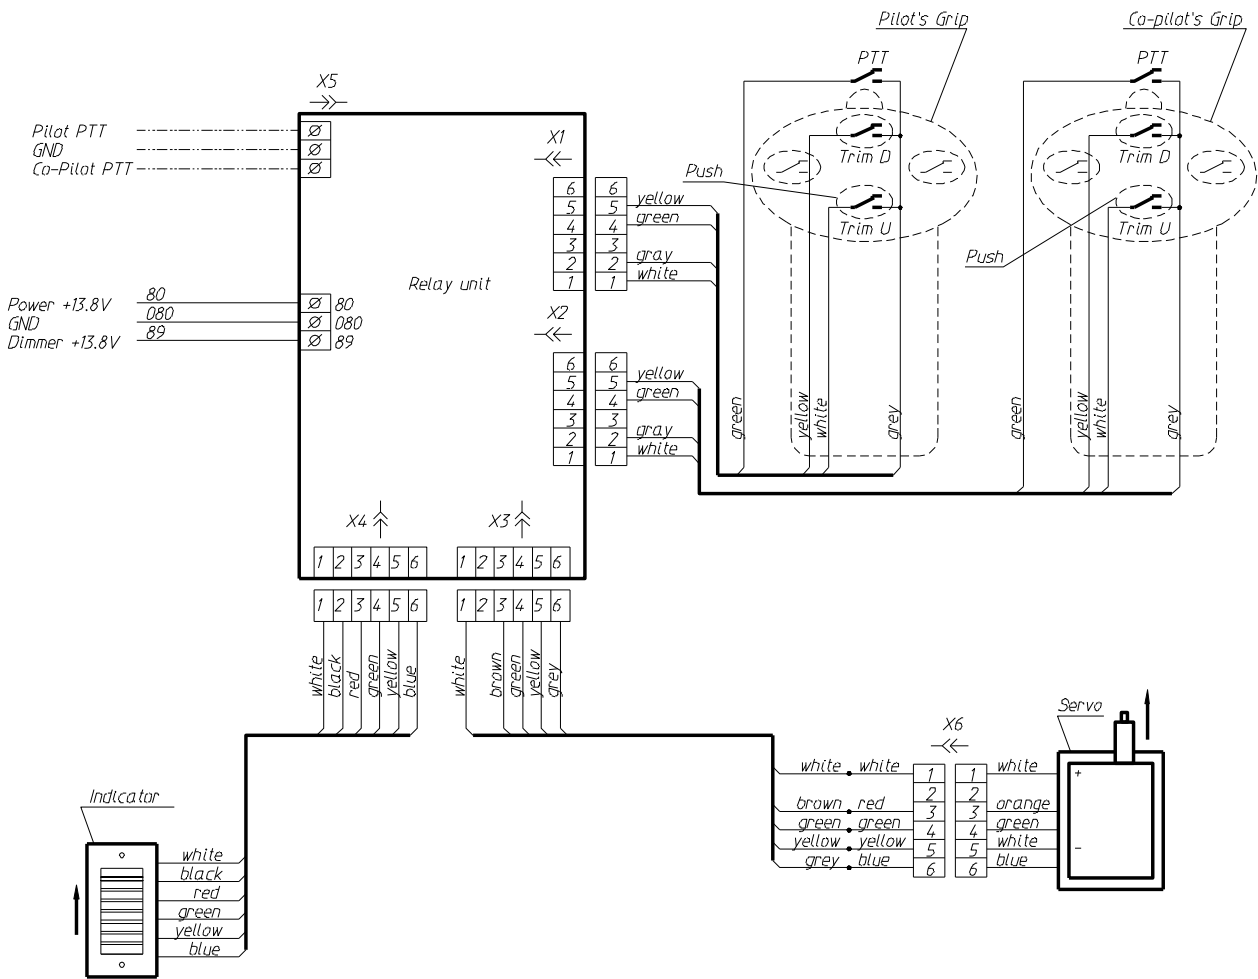 Pilot's Grip
Co-pilot's Grip
PTT
PTT
X5
Pilot PTT
GND
Co-Pilot PTT
X1
Trim D
Trim D
Push
6
5
4
3
2
1
6
5
4
3
2
1
yellow
green
gray
white
Trim U
Trim U
Push
Relay unit
Power +13.8V
GND
Dimmer +13.8V
80
080
89
80
080
89
X2
6
5
4
3
2
1
6
5
4
3
2
1
yellow
green
gray
white
green
yellow
white
grey
green
yellow
white
grey
X4
X3
1 2 3 4 5 6
1 2 3 4 5 6
1 2 3 4 5 6
1 2 3 4 5 6
white
black
red
green
yellow
blue
white
brown
green
yellow
grey
Servo
X6
white white
brown red
green green
yellow yellow
grey blue
1
2
3
4
5
6
1
2
3
4
5
6
white
orange
green
white
blue
+
-
Indicator
white
black
red
green
yellow
blue